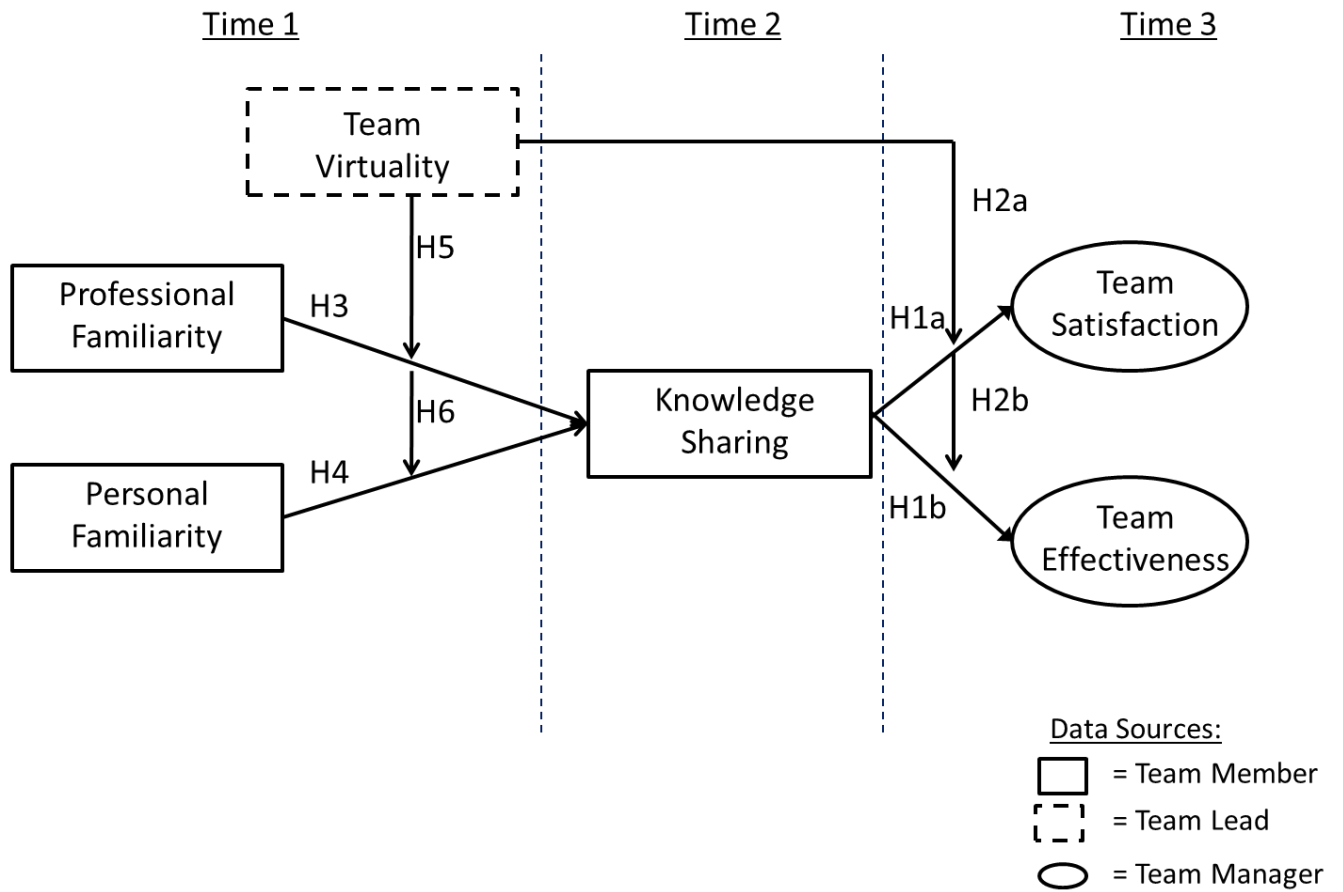 Time 1
Time 2
Time 3
Team
Virtuality
H2a
H5
Professional
Familiarity
H3
H1a
Team
Satisfaction
H6
Knowledge
Sharing
H2b
H4
Personal
Familiarity
H1b
Team
Effectiveness
Data Sources:
= Team Member
= Team Lead
= Team Manager